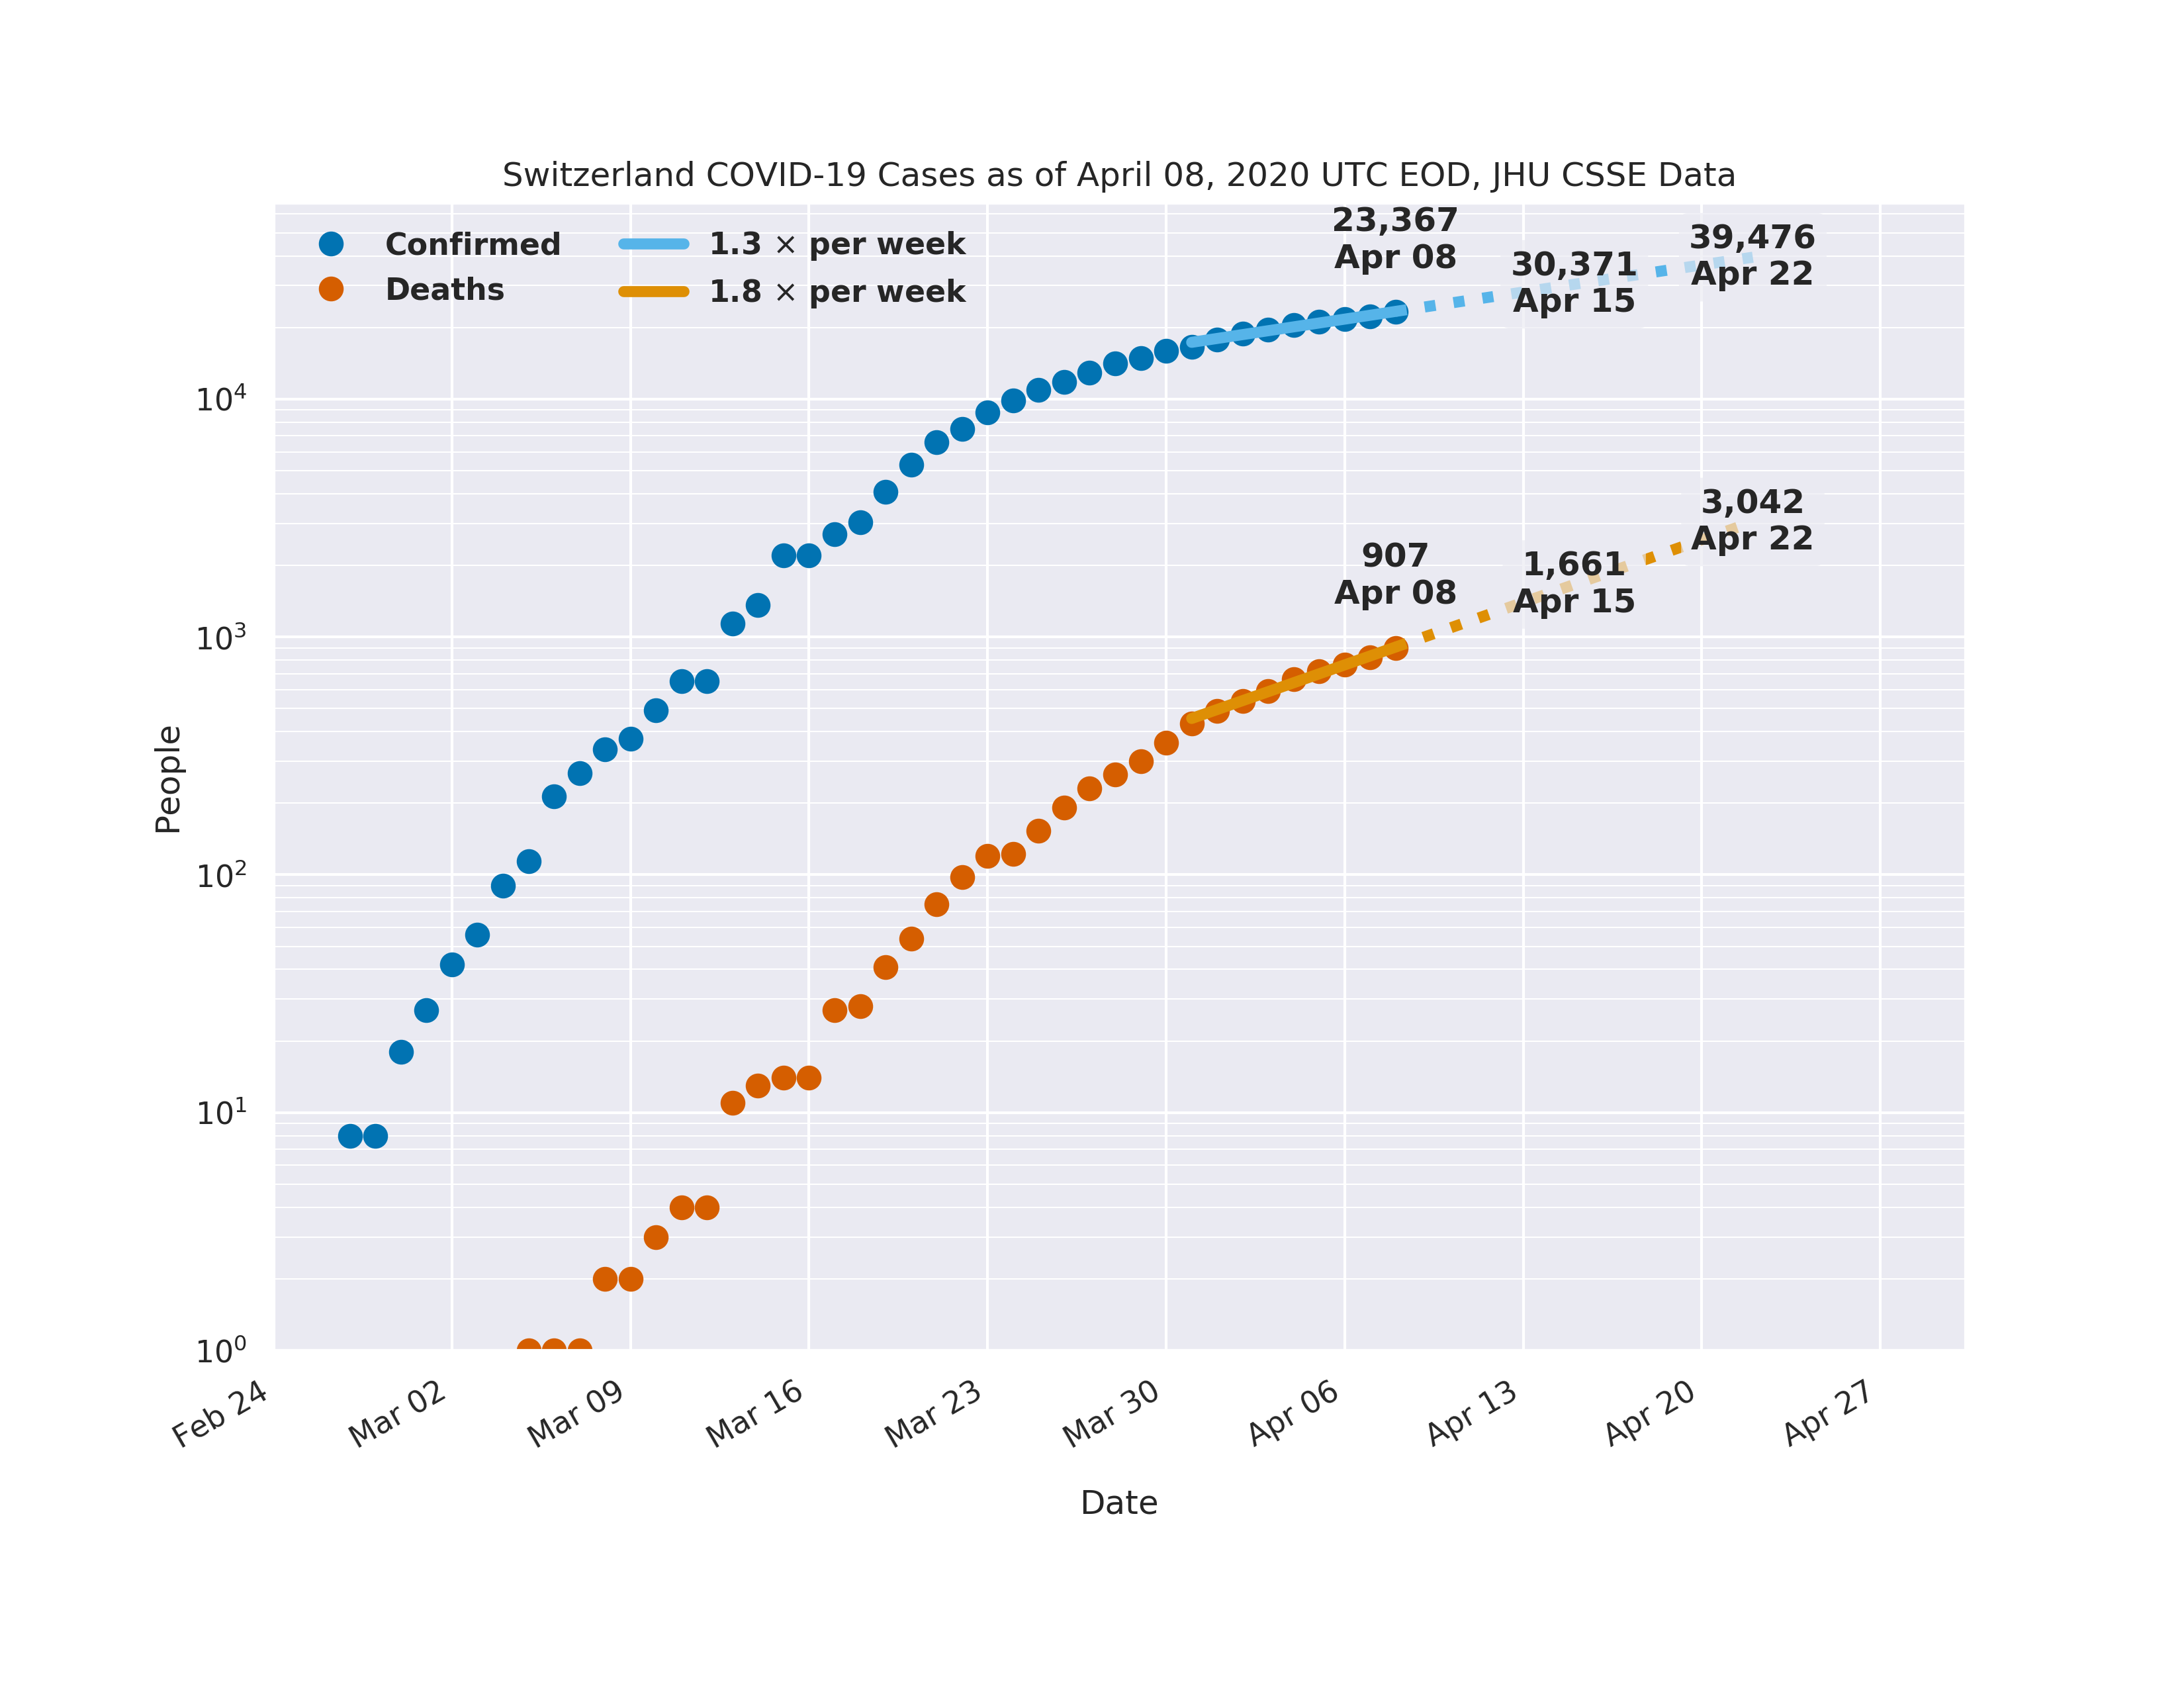 Switzerland COVID-19 Cases as of April 08, 2020 UTC EOD, JHU CSSE Data
Confirmed
Deaths
1.3 × per week
1.8 × per week
23,367
Apr 08
30,371
Apr 15
39,476
Apr 22
907
Apr 08
1,661
Apr 15
3,042
Apr 22
People
10⁴
10³
10²
10¹
10⁰
Feb 24
Mar 02
Mar 09
Mar 16
Mar 23
Mar 30
Apr 06
Apr 13
Apr 20
Apr 27
Date